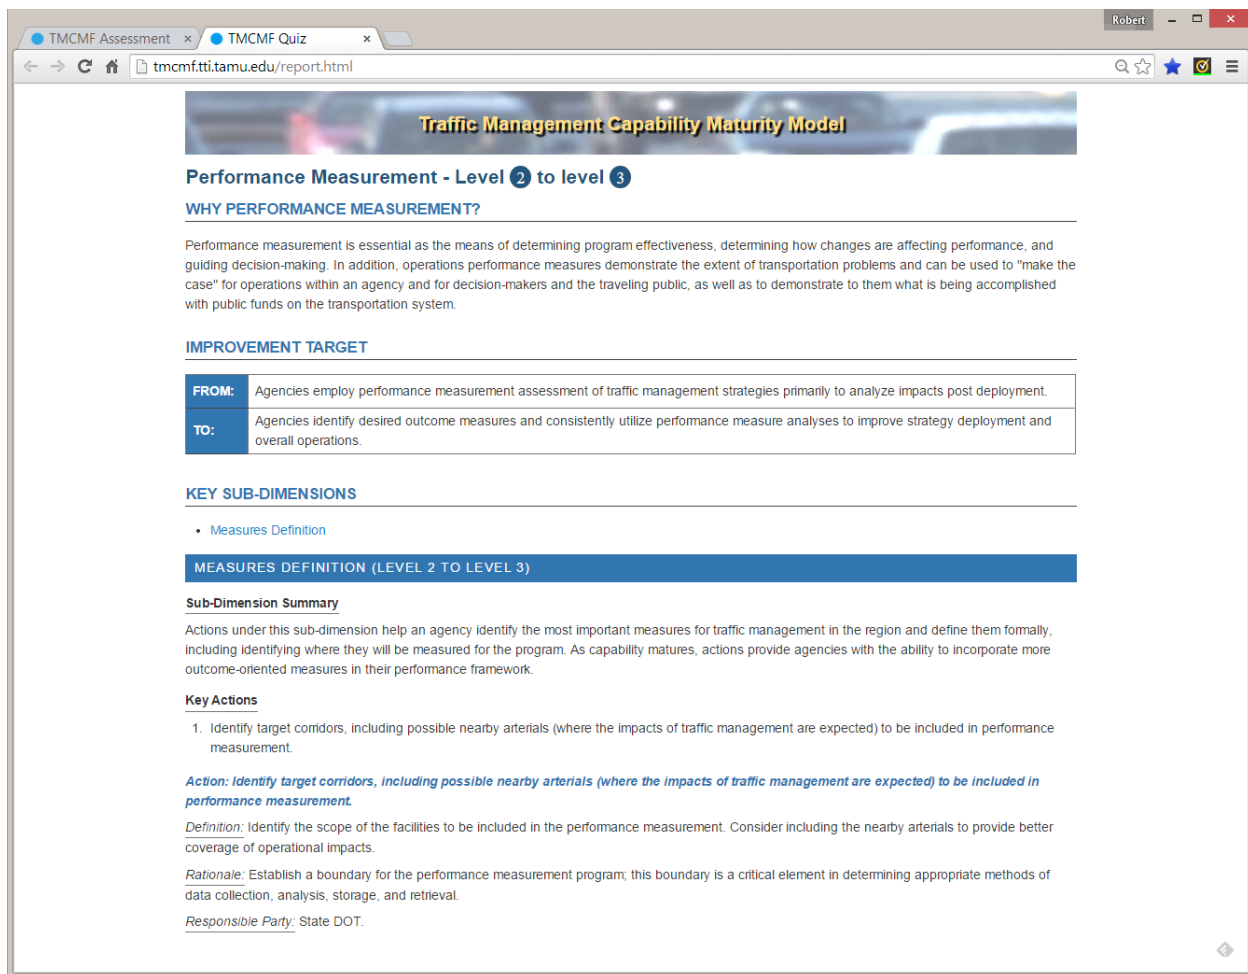 Robert
TMCMF Assessment
TMCMF Quiz
tmcmf.tti.tamu.edu/report.html
Traffic Management Capability Maturity Model
Performance Measurement - Level 2 to level 3
WHY PERFORMANCE MEASUREMENT?
Performance measurement is essential as the means of determining program effectiveness, determining how changes are affecting performance, and
guiding decision-making. In addition, operations performance measures demonstrate the extent of transportation problems and can be used to "make the
case" for operations within an agency and for decision-makers and the traveling public, as well as to demonstrate to them what is being accomplished
with public funds on the transportation system.
IMPROVEMENT TARGET
FROM: Agencies employ performance measurement assessment of traffic management strategies primarily to analyze impacts post deployment.
TO: Agencies identify desired outcome measures and consistently utilize performance measure analyses to improve strategy deployment and
overall operations.
KEY SUB-DIMENSIONS
• Measures Definition
MEASURES DEFINITION (LEVEL 2 TO LEVEL 3)
Sub-Dimension Summary
Actions under this sub-dimension help an agency identify the most important measures for traffic management in the region and define them formally,
including identifying where they will be measured for the program. As capability matures, actions provide agencies with the ability to incorporate more
outcome-oriented measures in their performance framework.
Key Actions
1. Identify target corridors, including possible nearby arterials (where the impacts of traffic management are expected) to be included in performance
measurement.
Action: Identify target corridors, including possible nearby arterials (where the impacts of traffic management are expected) to be included in
performance measurement.
Definition: Identify the scope of the facilities to be included in the performance measurement. Consider including the nearby arterials to provide better
coverage of operational impacts.
Rationale: Establish a boundary for the performance measurement program; this boundary is a critical element in determining appropriate methods of
data collection, analysis, storage, and retrieval.
Responsible Party: State DOT.